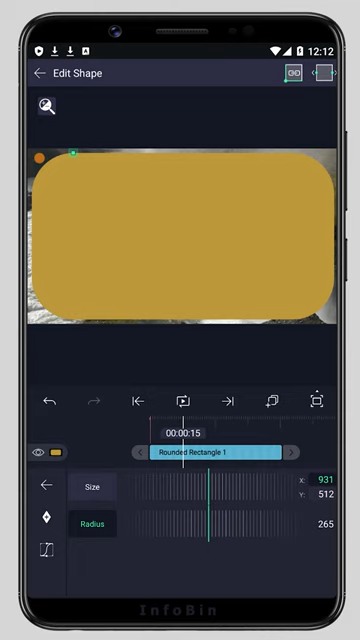 12:12
Edit Shape
00:00:15
Rounded Rectangle 1
Size
X: 931
Y: 512
Radius
265
InfoBin